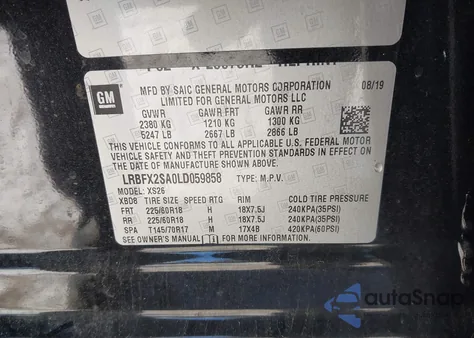 GM
MFD BY SAIC GENERAL MOTORS CORPORATION 08/19
LIMITED FOR GENERAL MOTORS LLC
GVWR GAWR FRT GAWR RR
2380 KG 1210 KG 1300 KG
5247 LB 2667 LB 2866 LB
THIS VEHICLE CONFORMS TO ALL APPLICABLE U.S. FEDERAL MOTOR
VEHICLE SAFETY, BUMPER, AND THEFT PREVENTION STANDARDS IN EFFECT ON THE
DATE OF MANUFACTURE SHOWN ABOVE.
LRBFX2SA0LD059858 TYPE: M.P.V.
XS26
XBD8 TIRE SIZE SPEED RTG RIM COLD TIRE PRESSURE
FRT 225/60R18 H 18X7.5J 240KPA(35PSI)
RR 225/60R18 H 18X7.5J 240KPA(35PSI)
SPA T145/70R17 M 17X4B 420KPA(60PSI)
SEE OWNER'S MANUAL FOR MORE INFORMATION.
autoSnap